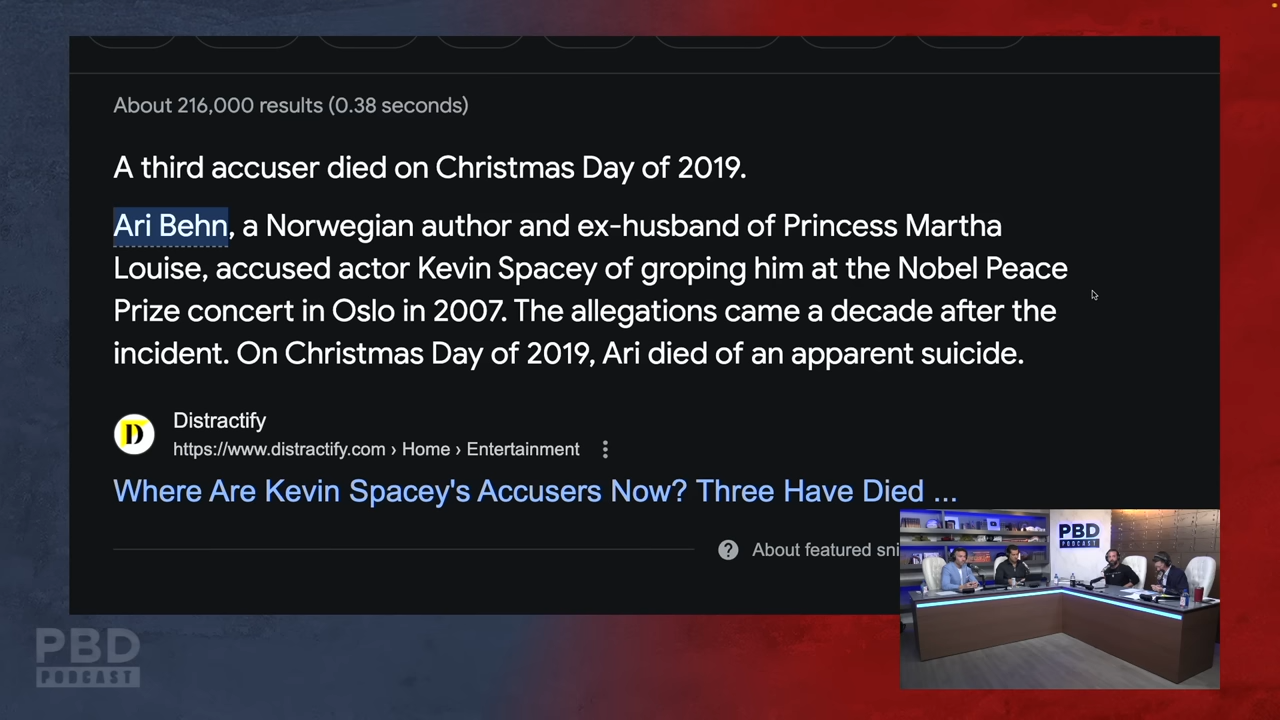 About 216,000 results (0.38 seconds)
A third accuser died on Christmas Day of 2019.
Ari Behn, a Norwegian author and ex-husband of Princess Martha
Louise, accused actor Kevin Spacey of groping him at the Nobel Peace
Prize concert in Oslo in 2007. The allegations came a decade after the
incident. On Christmas Day of 2019, Ari died of an apparent suicide.
D
Distractify
https://www.distractify.com › Home › Entertainment
Where Are Kevin Spacey's Accusers Now? Three Have Died ...
? About featured sni
PBD
PODCAST
PBD
PODCAST